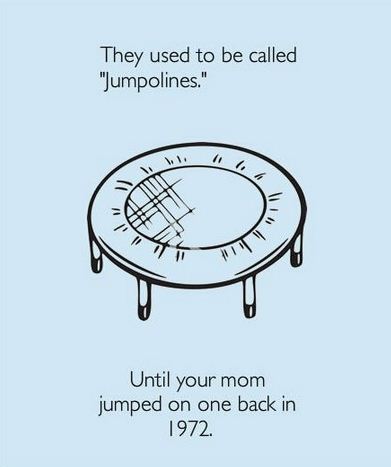 They used to be called
"Jumpolines."
Until your mom
jumped on one back in
1972.